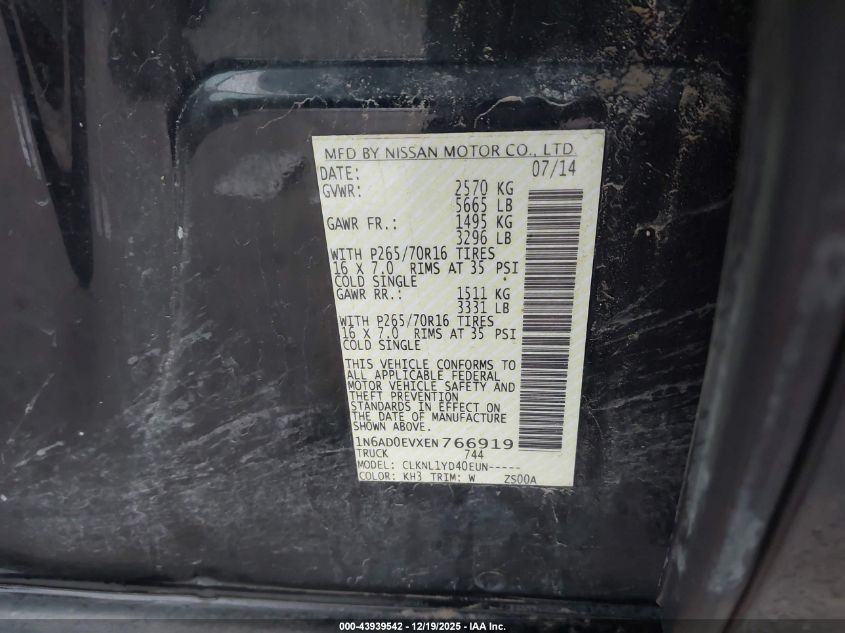 MFD BY NISSAN MOTOR CO., LTD.
DATE: 07/14
GVWR: 2570 KG
5665 LB
GAWR FR.: 1495 KG
3296 LB
WITH P265/70R16 TIRES
16 X 7.0 RIMS AT 35 PSI
COLD SINGLE
GAWR RR.: 1511 KG
3331 LB
WITH P265/70R16 TIRES
16 X 7.0 RIMS AT 35 PSI
COLD SINGLE
THIS VEHICLE CONFORMS TO
ALL APPLICABLE FEDERAL
MOTOR VEHICLE SAFETY AND
THEFT PREVENTION
STANDARDS IN EFFECT ON
THE DATE OF MANUFACTURE
SHOWN ABOVE
1N6AD0EVXEN766919
TRUCK 744
MODEL: CLKNL1YD40EUN-----
COLOR: KH3 TRIM: W ZS00A
000-43939542 - 12/19/2025 - IAA Inc.